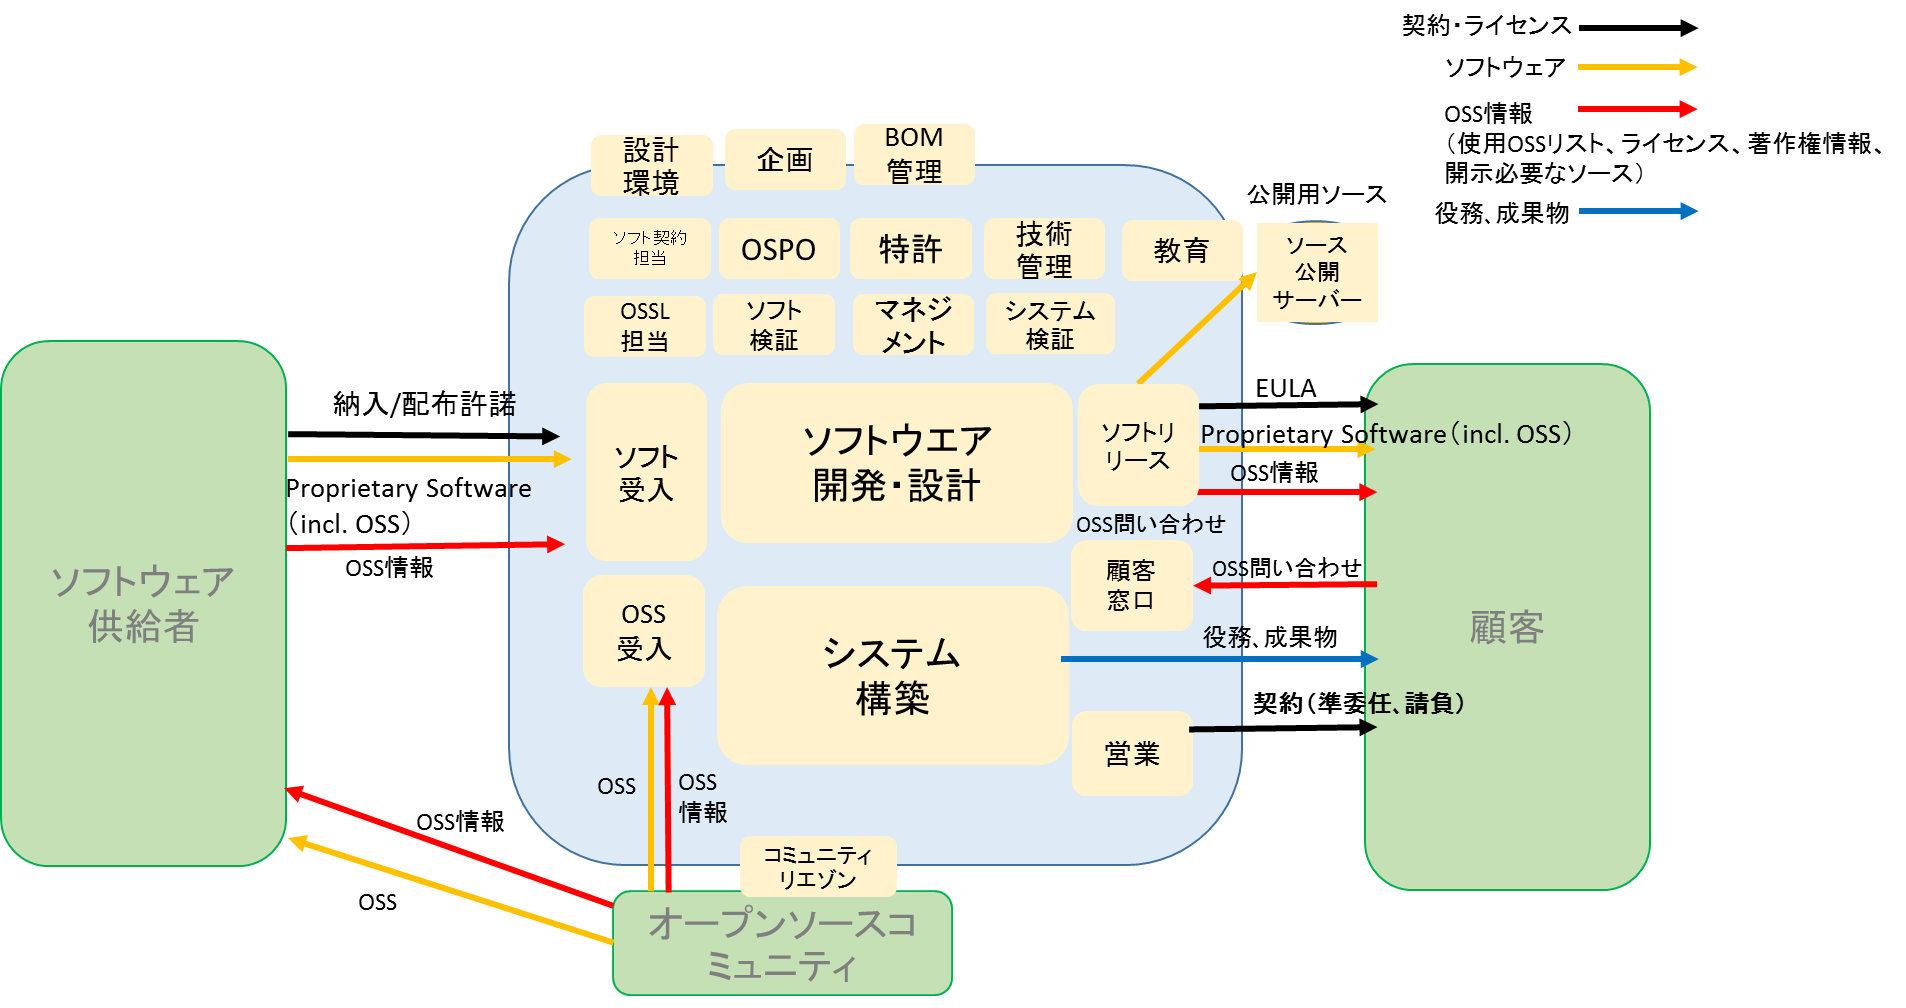 契約・ライセンス
ソフトウェア
OSS情報
（使用OSSリスト、ライセンス、著作権情報、
開示必要なソース）
役務、成果物
設計
環境
企画
BOM
管理
公開用ソース
ソフト契約
担当
OSPO
特許
技術
管理
教育
ソース
公開
サーバー
OSSL
担当
ソフト
検証
マネジ
メント
システム
検証
納入/配布許諾
Proprietary Software
（incl. OSS）
OSS情報
ソフトウェア
供給者
ソフト
受入
ソフトウエア
開発・設計
ソフトリ
リース
EULA
Proprietary Software（incl. OSS）
OSS情報
OSS問い合わせ
顧客
窓口
OSS問い合わせ
顧客
OSS
受入
システム
構築
役務、成果物
契約（準委任、請負）
営業
OSS
OSS
情報
OSS情報
OSS
コミュニティ
リエゾン
オープンソースコ
ミュニティ